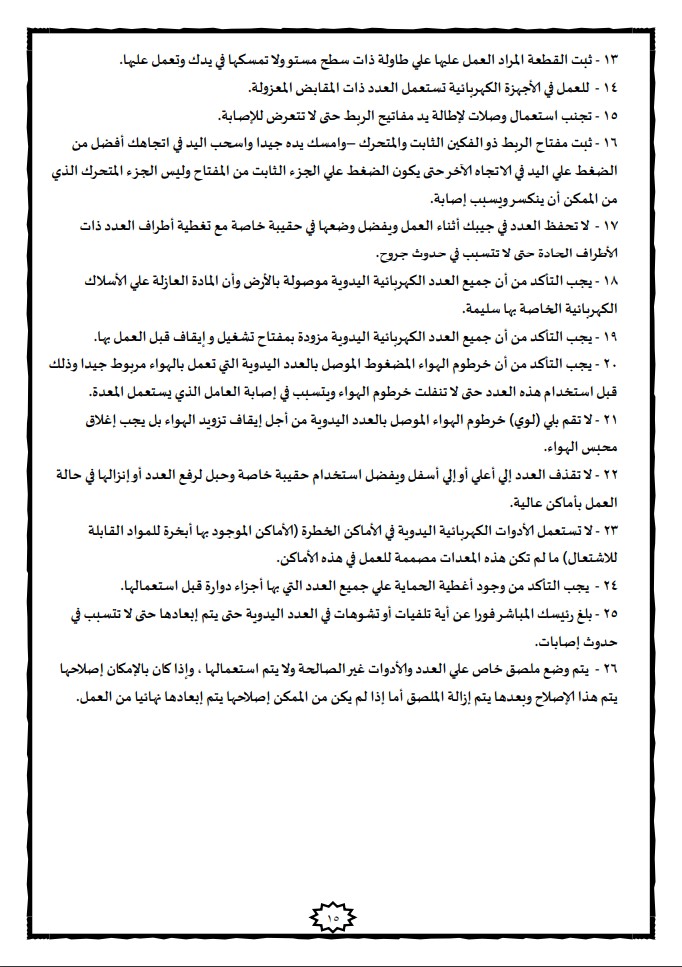 ١٣ - ثبت القطعة المراد العمل عليها علي طاولة ذات سطح مستو ولا تمسكها في يدك وتعمل عليها.
١٤ - للعمل في الأجهزة الكهربائية تستعمل العدد ذات المقابض المعزولة.
١٥ - تجنب استعمال وصلات لإطالة يد مفاتيح الربط حتى لا تتعرض للإصابة.
١٦ - ثبت مفتاح الربط ذو الفكين الثابت والمتحرك –وامسك يده جيدا واسحب اليد في اتجاهك أفضل من
الضغط علي اليد في الاتجاه الآخر حتى يكون الضغط علي الجزء الثابت من المفتاح وليس الجزء المتحرك الذي
من الممكن أن ينكسر ويسبب إصابة.
١٧ - لا تحفظ العدد في جيبك أثناء العمل ويفضل وضعها في حقيبة خاصة مع تغطية أطراف العدد ذات
الأطراف الحادة حتى لا تتسبب في حدوث جروح.
١٨ - يجب التأكد من أن جميع العدد الكهربائية اليدوية موصولة بالأرض وأن المادة العازلة علي الأسلاك
الكهربائية الخاصة بها سليمة.
١٩ - يجب التأكد من أن جميع العدد الكهربائية اليدوية مزودة بمفتاح تشغيل و إيقاف قبل العمل بها.
٢٠ - يجب التأكد من أن خرطوم الهواء المضغوط الموصل بالعدد اليدوية التي تعمل بالهواء مربوط جيدا وذلك
قبل استخدام هذه العدد حتى لا تنفلت خرطوم الهواء ويتسبب في إصابة العامل الذي يستعمل المعدة.
٢١ - لا تقم بلي (لوي) خرطوم الهواء الموصل بالعدد اليدوية من أجل إيقاف تزويد الهواء بل يجب إغلاق
محبس الهواء.
٢٢ - لا تقذف العدد إلي أعلي أو إلي أسفل ويفضل استخدام حقيبة خاصة وحبل لرفع العدد أو إنزالها في حالة
العمل بأماكن عالية.
٢٣ - لا تستعمل الأدوات الكهربائية اليدوية في الأماكن الخطرة (الأماكن الموجود بها أبخرة للمواد القابلة
للاشتعال) ما لم تكن هذه المعدات مصممة للعمل في هذه الأماكن.
٢٤ - يجب التأكد من وجود أغطية الحماية علي جميع العدد التي بها أجزاء دوارة قبل استعمالها.
٢٥ - بلغ رئيسك المباشر فورا عن أية تلفيات أو تشوهات في العدد اليدوية حتى يتم إبعادها حتى لا تتسبب في
حدوث إصابات.
٢٦ - يتم وضع ملصق خاص علي العدد والأدوات غير الصالحة ولا يتم استعمالها ، وإذا كان بالإمكان إصلاحها
يتم هذا الإصلاح وبعدها يتم إزالة الملصق أما إذا لم يكن من الممكن إصلاحها يتم إبعادها نهائيا من العمل.
١٥